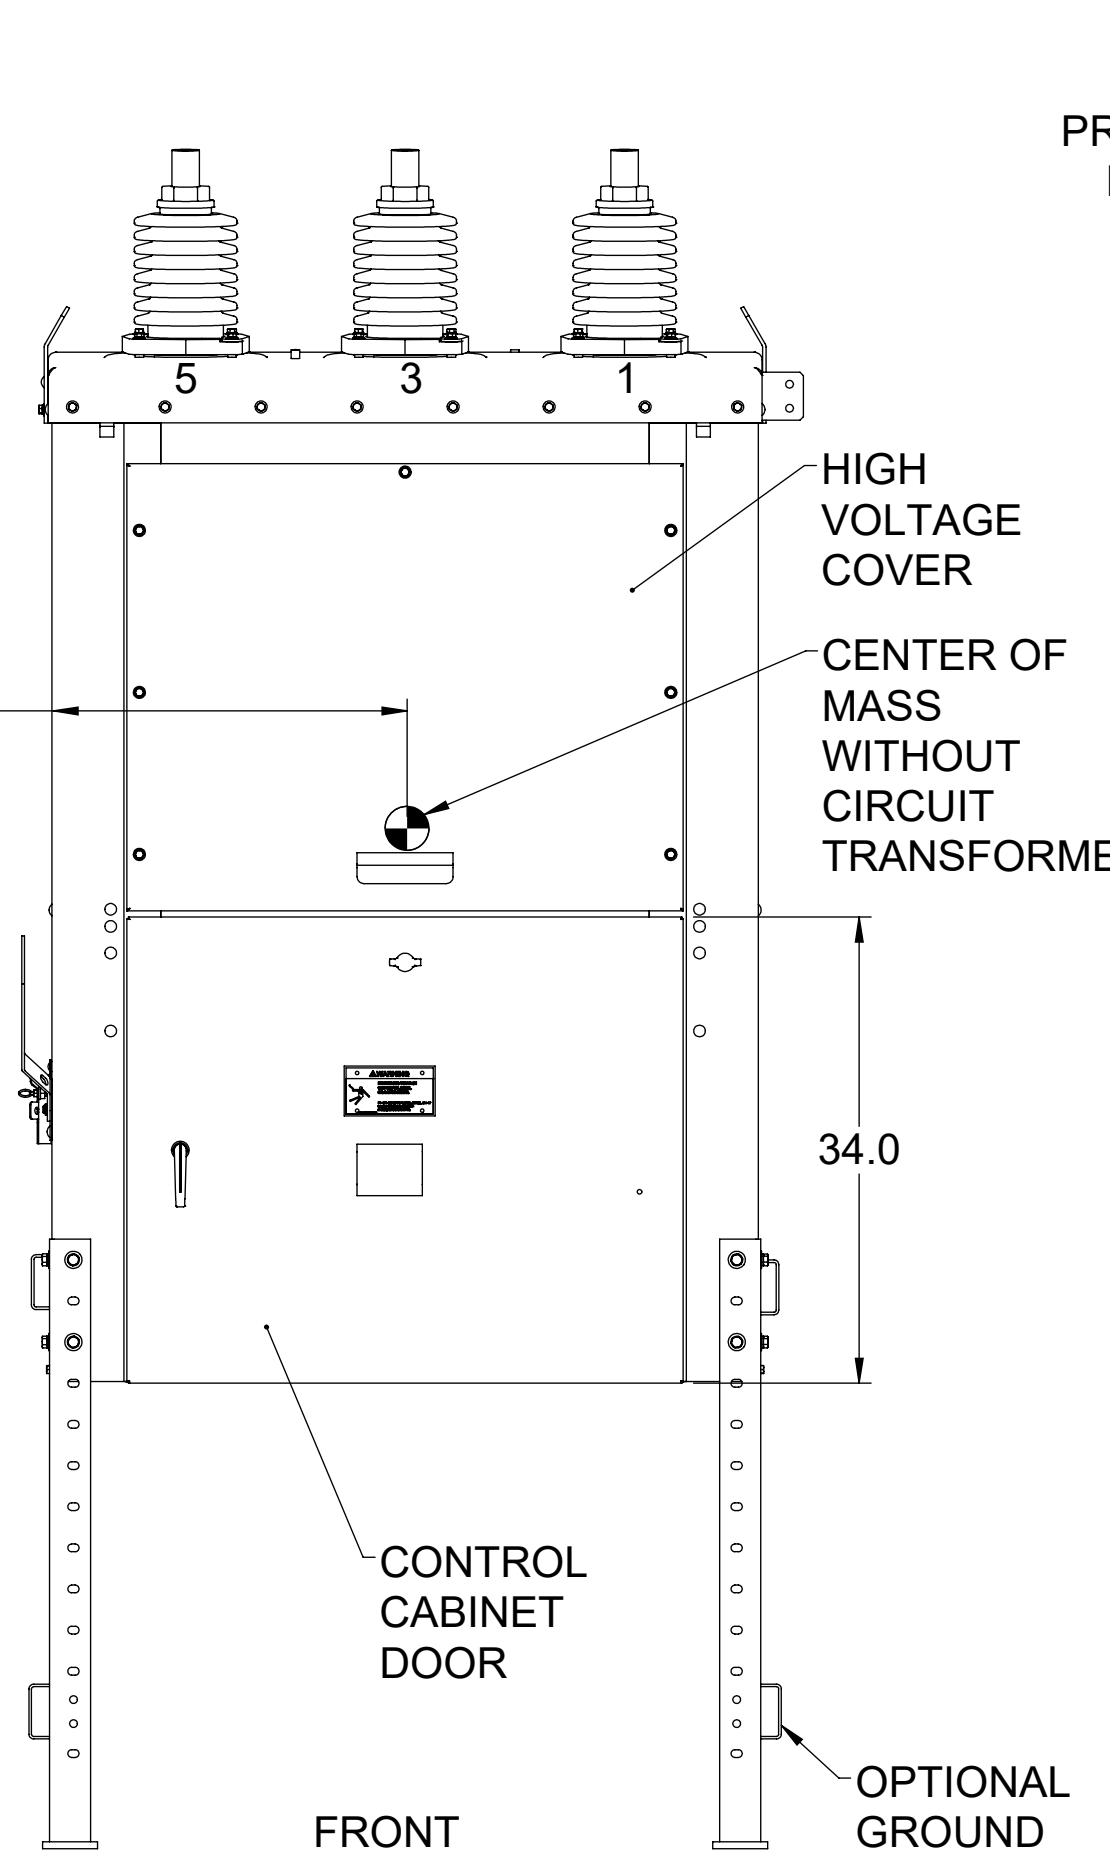 PR
5 3 1
HIGH
VOLTAGE
COVER
CENTER OF
MASS
WITHOUT
CIRCUIT
TRANSFORME
WARNING
34.0
CONTROL
CABINET
DOOR
OPTIONAL
GROUND
FRONT